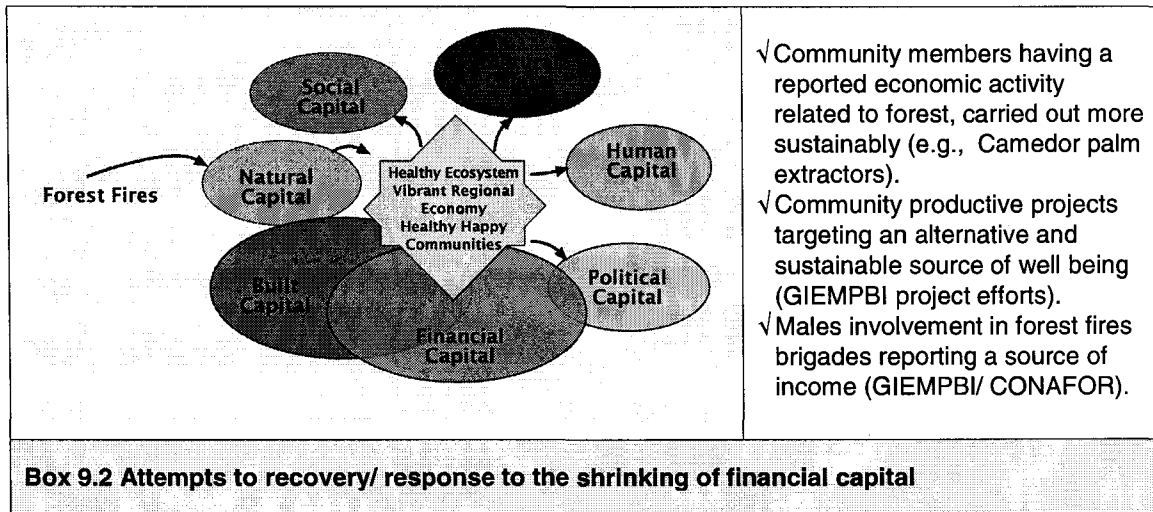 Social
Capital
Human
Capital
Natural
Capital
Forest Fires
Healthy Ecosystem
Vibrant Regional
Economy
Healthy Happy
Communities
Built
Capital
Political
Capital
Financial
Capital
√ Community members having a
reported economic activity
related to forest, carried out more
sustainably (e.g., Camedor palm
extractors).
√ Community productive projects
targeting an alternative and
sustainable source of well being
(GIEMPBI project efforts).
√ Males involvement in forest fires
brigades reporting a source of
income (GIEMPBI/ CONAFOR).
Box 9.2 Attempts to recovery/ response to the shrinking of financial capital